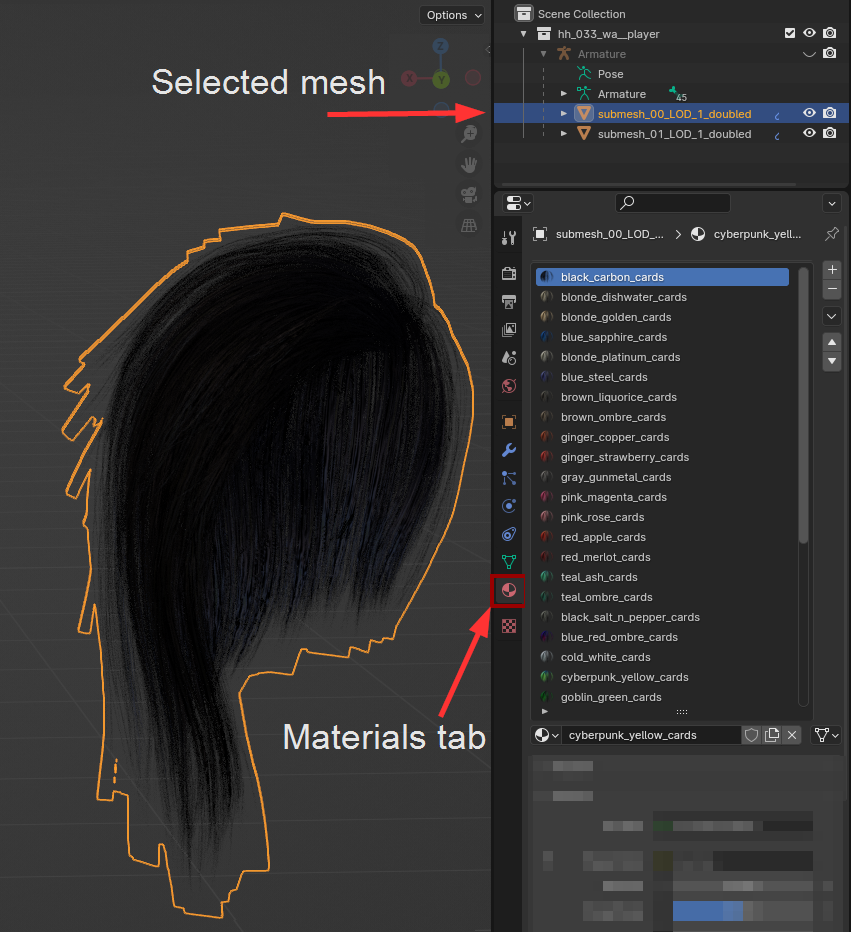 Options
Z
X
Y
Selected mesh
Materials tab
Scene Collection
hh_033_wa__player
Armature
Pose
Armature
45
submesh_00_LOD_1_doubled
submesh_01_LOD_1_doubled
submesh_00_LOD_... cyberpunk_yell...
black_carbon_cards
blonde_dishwater_cards
blonde_golden_cards
blue_sapphire_cards
blonde_platinum_cards
blue_steel_cards
brown_liquorice_cards
brown_ombre_cards
ginger_copper_cards
ginger_strawberry_cards
gray_gunmetal_cards
pink_magenta_cards
pink_rose_cards
red_apple_cards
red_merlot_cards
teal_ash_cards
teal_ombre_cards
black_salt_n_pepper_cards
blue_red_ombre_cards
cold_white_cards
cyberpunk_yellow_cards
goblin_green_cards
cyberpunk_yellow_cards